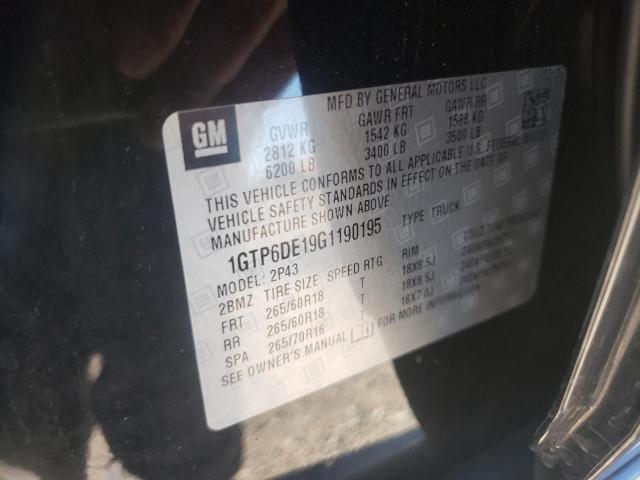 MFD BY GENERAL MOTORS LLC
GM
GVWR GAWR FRT GAWR RR
2812 KG 1542 KG 1588 KG
6200 LB 3400 LB 3500 LB
THIS VEHICLE CONFORMS TO ALL APPLICABLE U.S. FEDERAL
VEHICLE SAFETY STANDARDS IN EFFECT ON THE DATE OF
MANUFACTURE SHOWN ABOVE.
1GTP6DE19G1190195 TYPE: TRUCK
MODEL: 2P43
2BMZ TIRE SIZE SPEED RTG RIM
FRT 265/60R18 T 18X8.5J
RR 265/60R18 T 18X8.5J
SPA 265/70R16 T 16X7.0J
SEE OWNER'S MANUAL FOR MORE INFORMATION